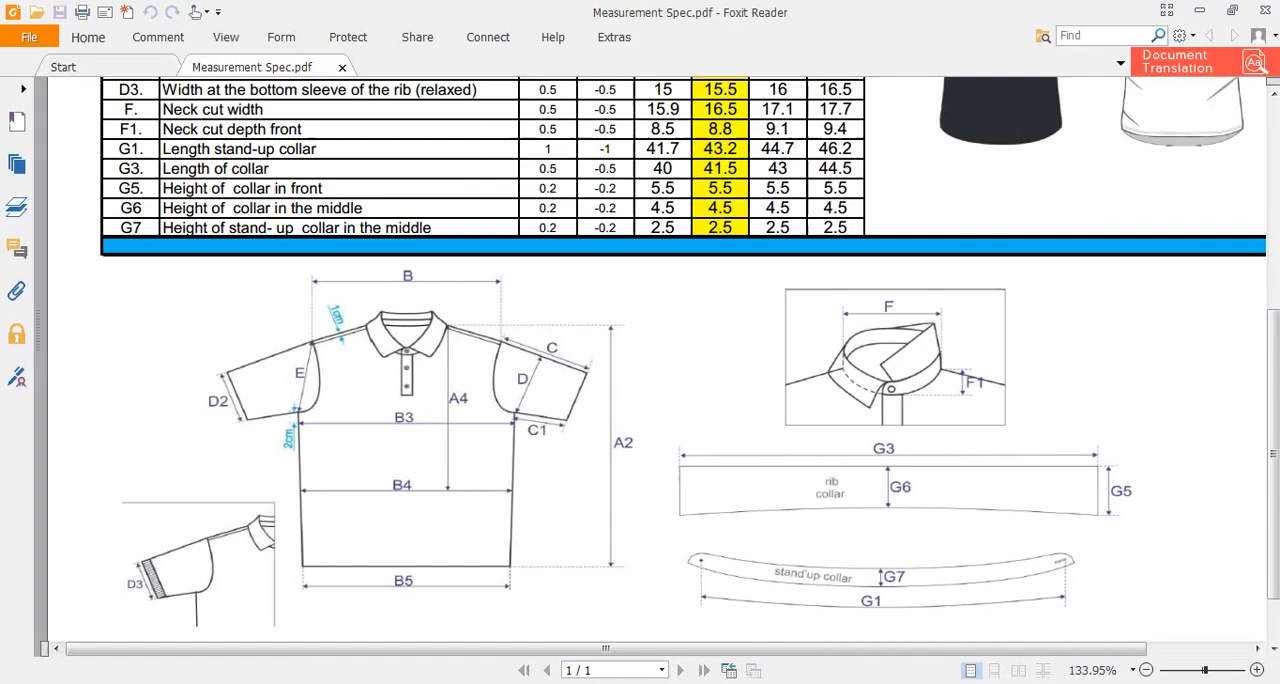 Measurement Spec.pdf - Foxit Reader
File Home Comment View Form Protect Share Connect Help Extras Find
Start Measurement Spec.pdf x
Document
Translation Aa
D3. Width at the bottom sleeve of the rib (relaxed) 0.5 -0.5 15 15.5 16 16.5
F. Neck cut width 0.5 -0.5 15.9 16.5 17.1 17.7
F1. Neck cut depth front 0.5 -0.5 8.5 8.8 9.1 9.4
G1. Length stand-up collar 1 -1 41.7 43.2 44.7 46.2
G3. Length of collar 0.5 -0.5 40 41.5 43 44.5
G5. Height of collar in front 0.2 -0.2 5.5 5.5 5.5 5.5
G6 Height of collar in the middle 0.2 -0.2 4.5 4.5 4.5 4.5
G7 Height of stand- up collar in the middle 0.2 -0.2 2.5 2.5 2.5 2.5
B
1cm
C
E
D
D2
A4
B3
C1
2cm
A2
B4
B5
D3
F
F1
G3
rib
collar
G6
G5
stand'up collar
G7
G1
1 / 1
133.95%